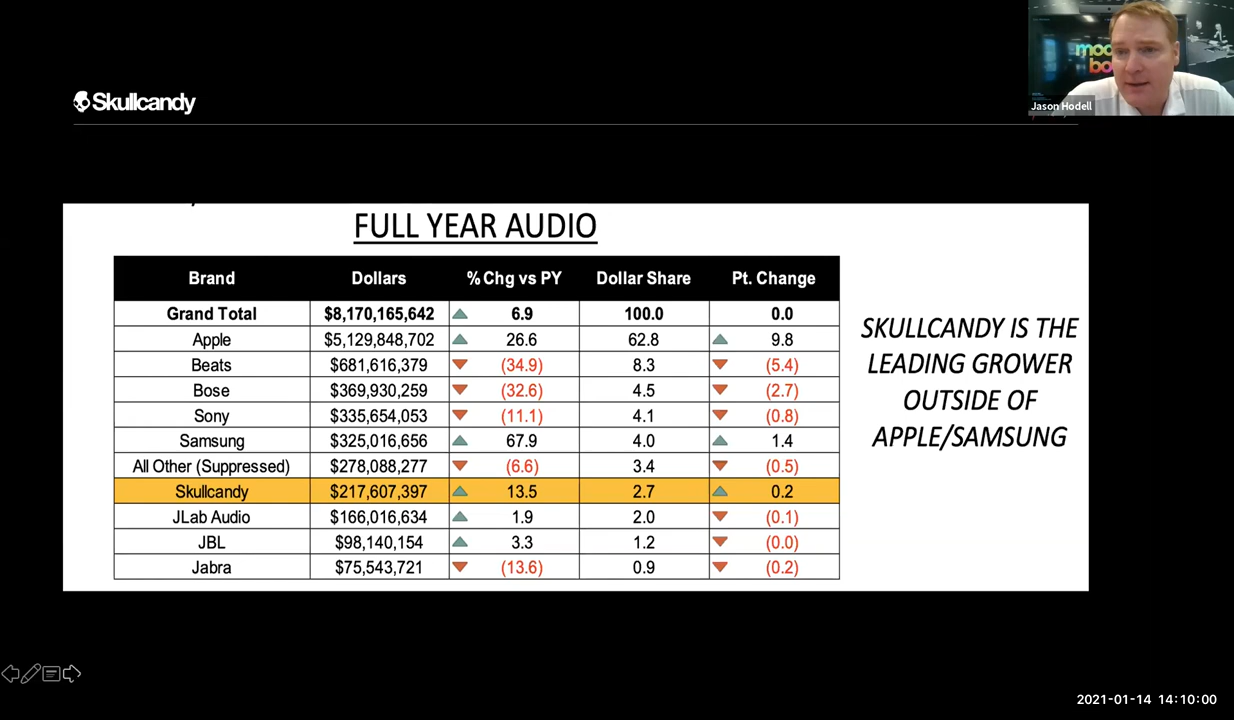 moo
bo
Jason Hodell
Skullcandy
FULL YEAR AUDIO
Brand Dollars % Chg vs PY Dollar Share Pt. Change
Grand Total $8,170,165,642 6.9 100.0 0.0
Apple $5,129,848,702 26.6 62.8 9.8
Beats $681,616,379 (34.9) 8.3 (5.4)
Bose $369,930,259 (32.6) 4.5 (2.7)
Sony $335,654,053 (11.1) 4.1 (0.8)
Samsung $325,016,656 67.9 4.0 1.4
All Other (Suppressed) $278,088,277 (6.6) 3.4 (0.5)
Skullcandy $217,607,397 13.5 2.7 0.2
JLab Audio $166,016,634 1.9 2.0 (0.1)
JBL $98,140,154 3.3 1.2 (0.0)
Jabra $75,543,721 (13.6) 0.9 (0.2)
SKULLCANDY IS THE
LEADING GROWER
OUTSIDE OF
APPLE/SAMSUNG
2021-01-14 14:10:00